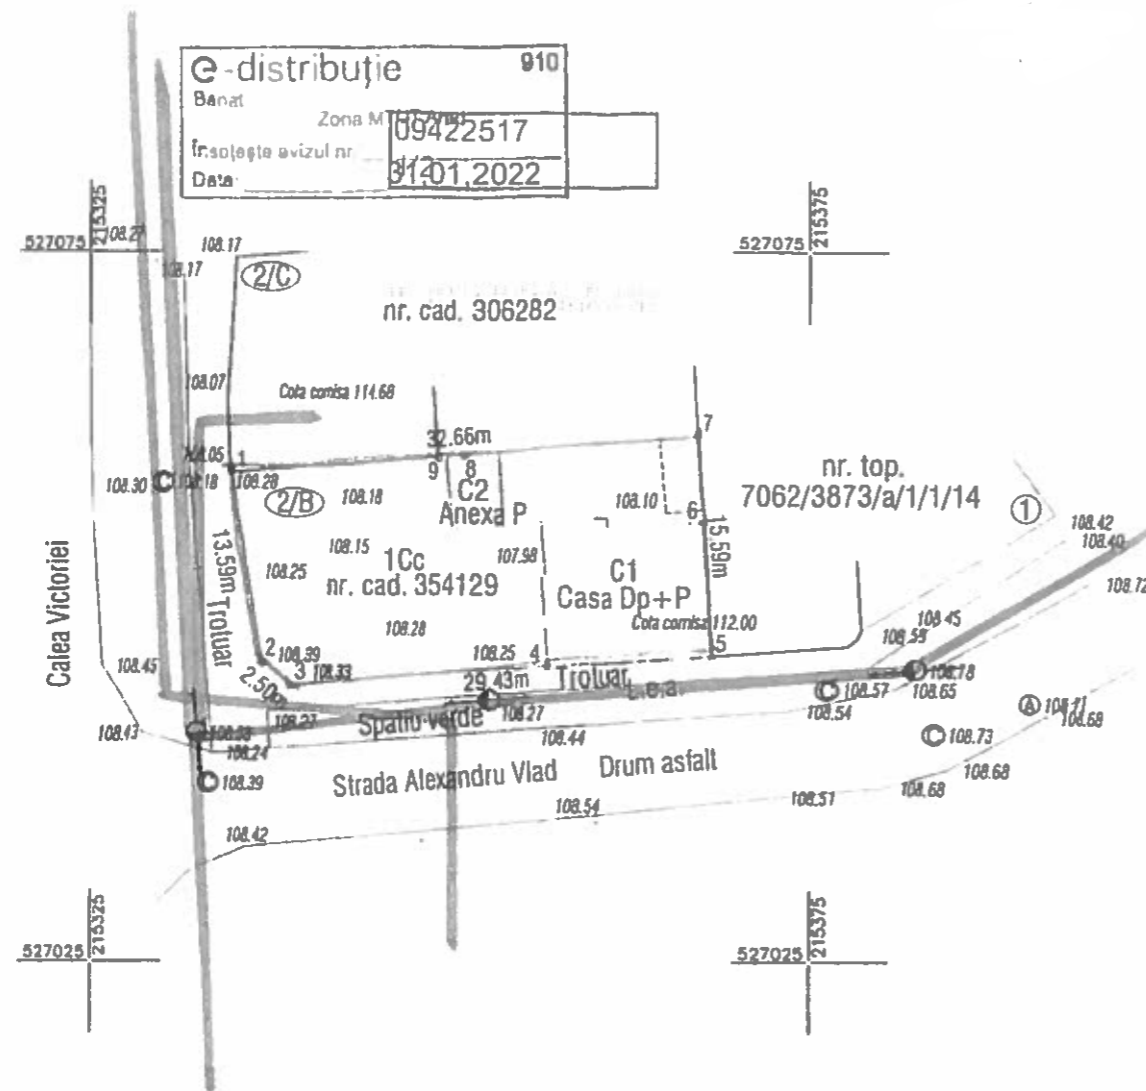 e-distribuție 910
Banat
Zona MT/JT Arad
09422517
Însoțește avizul nr.
Data 31,01,2022
527075 215325
108.27
108.17
108.17
2/C
527075 215375
nr. cad. 306282
108.07
Cota cornisa 114.68
108.05
1
32.66m
7
9 8
108.30
108.18
108.28
2/B
108.18
C2
Anexa P
108.10
6
nr. top.
7062/3873/a/1/1/14
1
108.42
108.40
108.72
13.59m
15.59m
108.15
107.98
108.25
1Cc
nr. cad. 354129
C1
Casa Dp+P
Cota cornisa 112.00
Calea Victoriei
Trotuar
108.28
108.45
108.58
2
108.39
3
108.33
108.25
4
5
108.45
2.50m
29.43m
Trotuar
L.e.a.
108.78
108.65
108.57
108.54
108.27
108.23
Spatiu verde
108.43
108.38
108.24
108.44
A
108.71
108.68
108.73
108.39
Strada Alexandru Vlad Drum asfalt
108.68
108.68
108.51
108.54
108.42
527025 215325
527025 215375